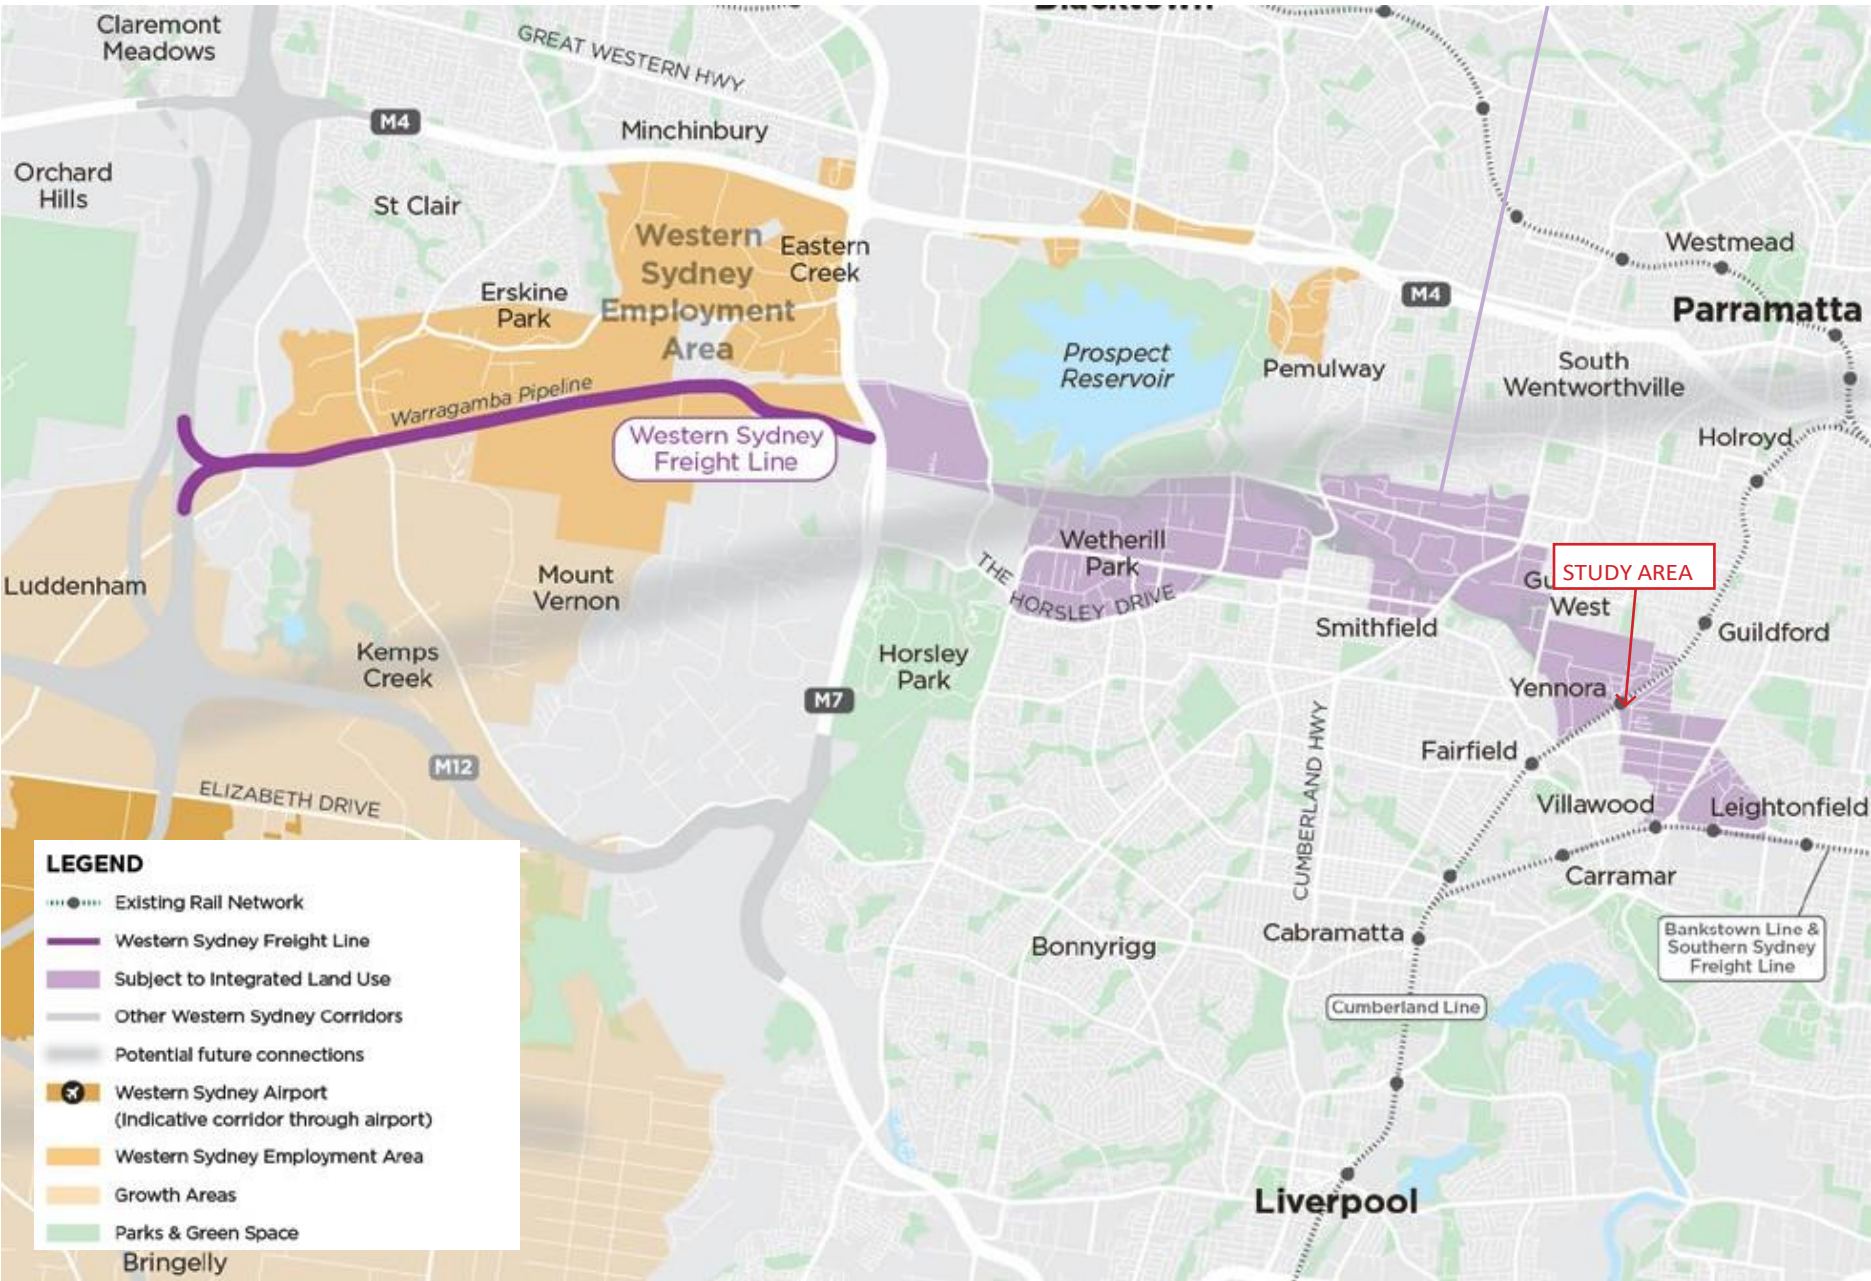 Claremont
Meadows
GREAT WESTERN HWY
M4
Minchinbury
Orchard
Hills
St Clair
Western
Sydney
Employment
Area
Eastern
Creek
Erskine
Park
Westmead
M4
Parramatta
Prospect
Reservoir
Pemulway
South
Wentworthville
Warragamba Pipeline
Western Sydney
Freight Line
Holroyd
Wetherill
Park
THE
HORSLEY DRIVE
STUDY AREA
West
Luddenham
Mount
Vernon
Smithfield
Guildford
Kemps
Creek
Horsley
Park
Yennora
M7
CUMBERLAND HWY
Fairfield
M12
ELIZABETH DRIVE
Villawood
Leightonfield
Carramar
Bonnyrigg
Cabramatta
Bankstown Line &
Southern Sydney
Freight Line
Cumberland Line
Liverpool
LEGEND
Existing Rail Network
Western Sydney Freight Line
Subject to Integrated Land Use
Other Western Sydney Corridors
Potential future connections
Western Sydney Airport
(Indicative corridor through airport)
Western Sydney Employment Area
Growth Areas
Parks & Green Space
Bringelly